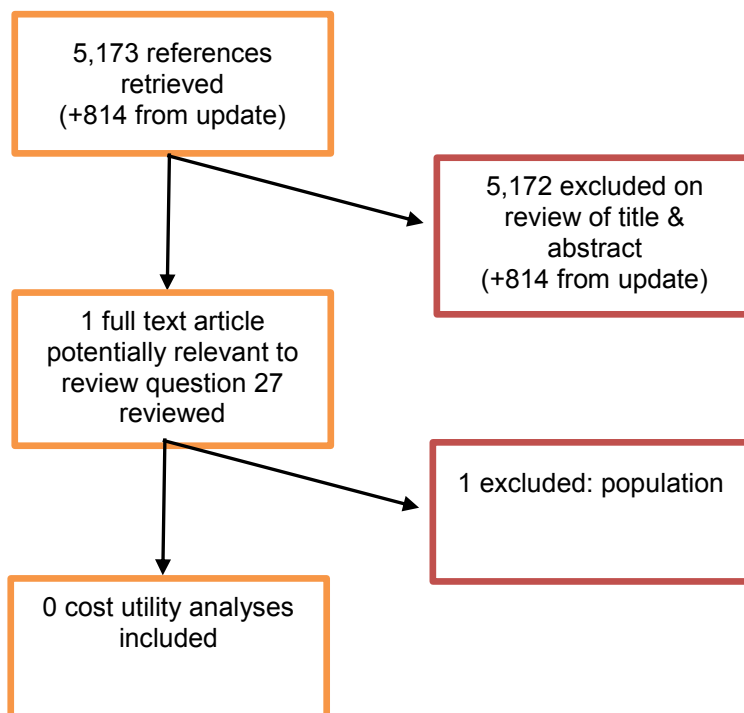 5,173 references
retrieved
(+814 from update)
5,172 excluded on
review of title &
abstract
(+814 from update)
1 full text article
potentially relevant to
review question 27
reviewed
1 excluded: population
0 cost utility analyses
included